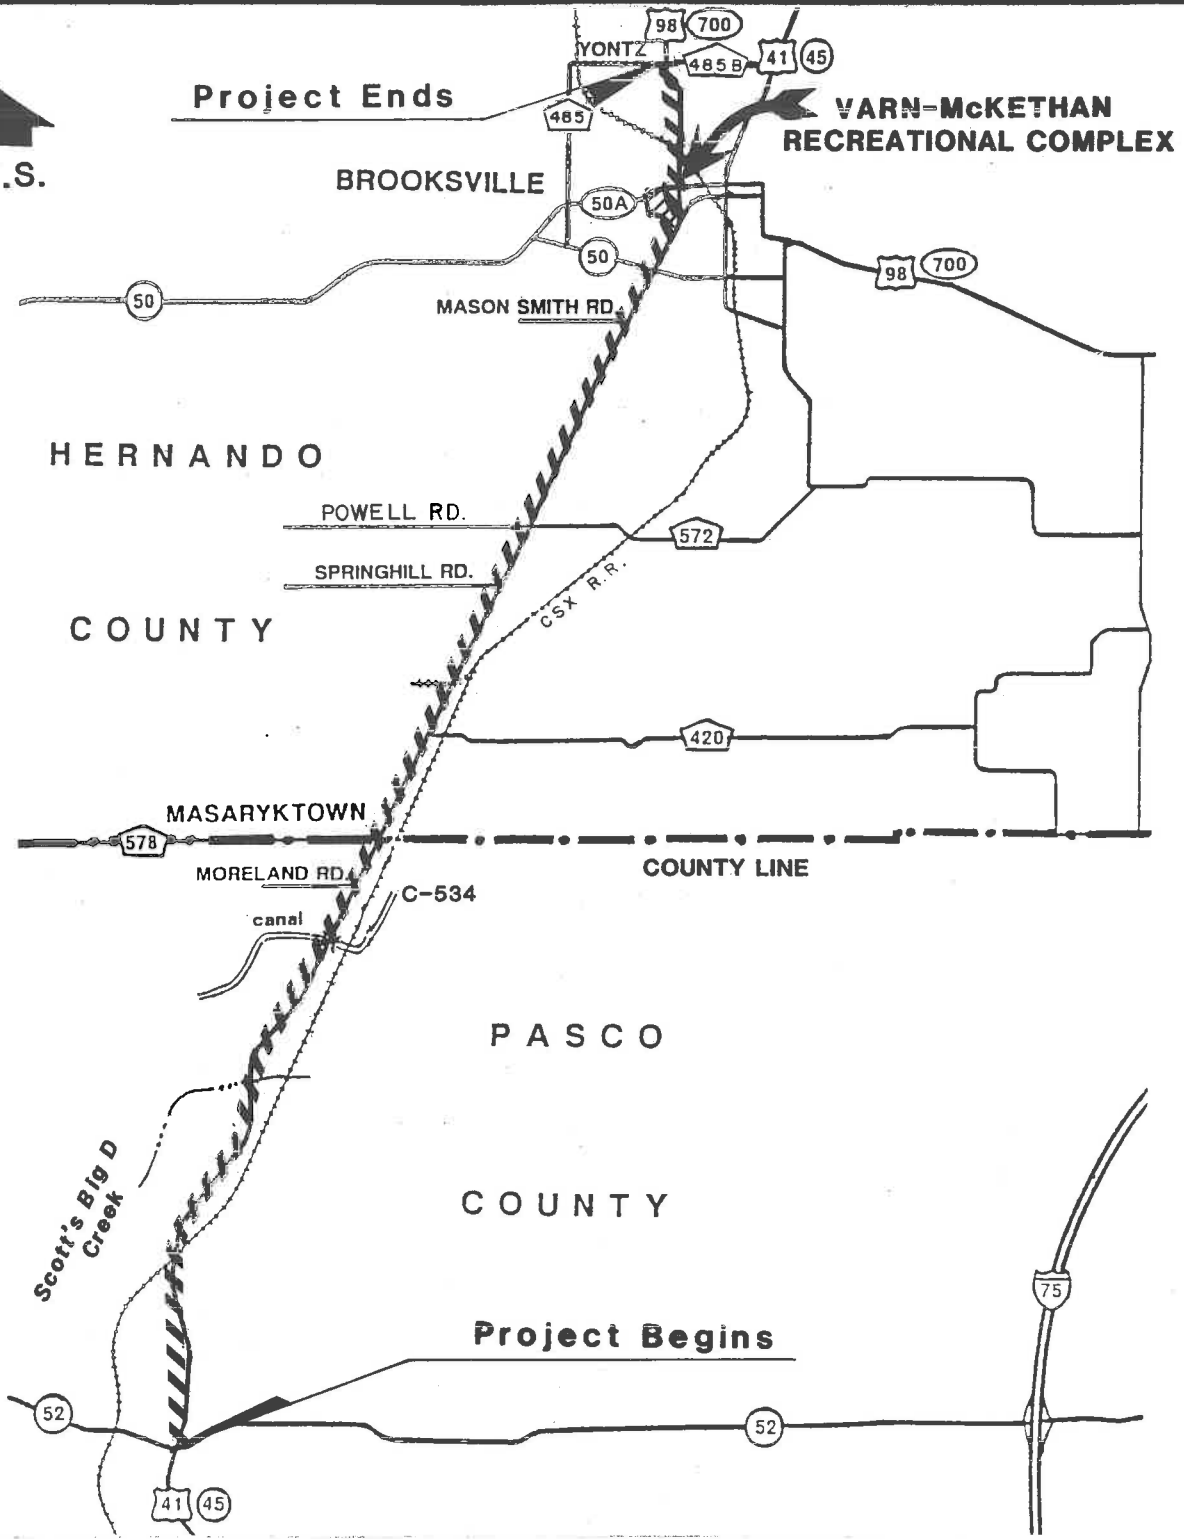 98 700
YONTZ
485 B
41 45
Project Ends
485
VARN-McKETHAN
RECREATIONAL COMPLEX
.S.
BROOKSVILLE
50A
50
98 700
50
MASON SMITH RD.
HERNANDO
POWELL RD.
572
SPRINGHILL RD.
CSX R.R.
COUNTY
420
MASARYKTOWN
578
COUNTY LINE
MORELAND RD.
C-534
canal
PASCO
Scott's Big D
Creek
COUNTY
75
Project Begins
52
52
41 45